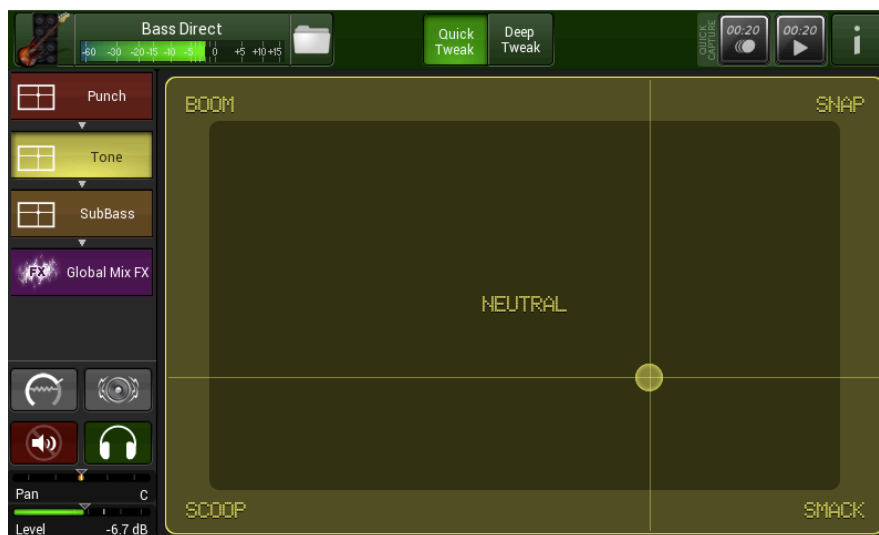 Bass Direct
-60 -30 -20 -15 -10 -5 0 +5 +10 +15
Quick Tweak
Deep Tweak
QUICK CAPTURE
00:20
00:20
i
Punch
BOOM
SNAP
Tone
SubBass
FX
Global Mix FX
NEUTRAL
Pan C
SCOOP
SMACK
Level -6.7 dB